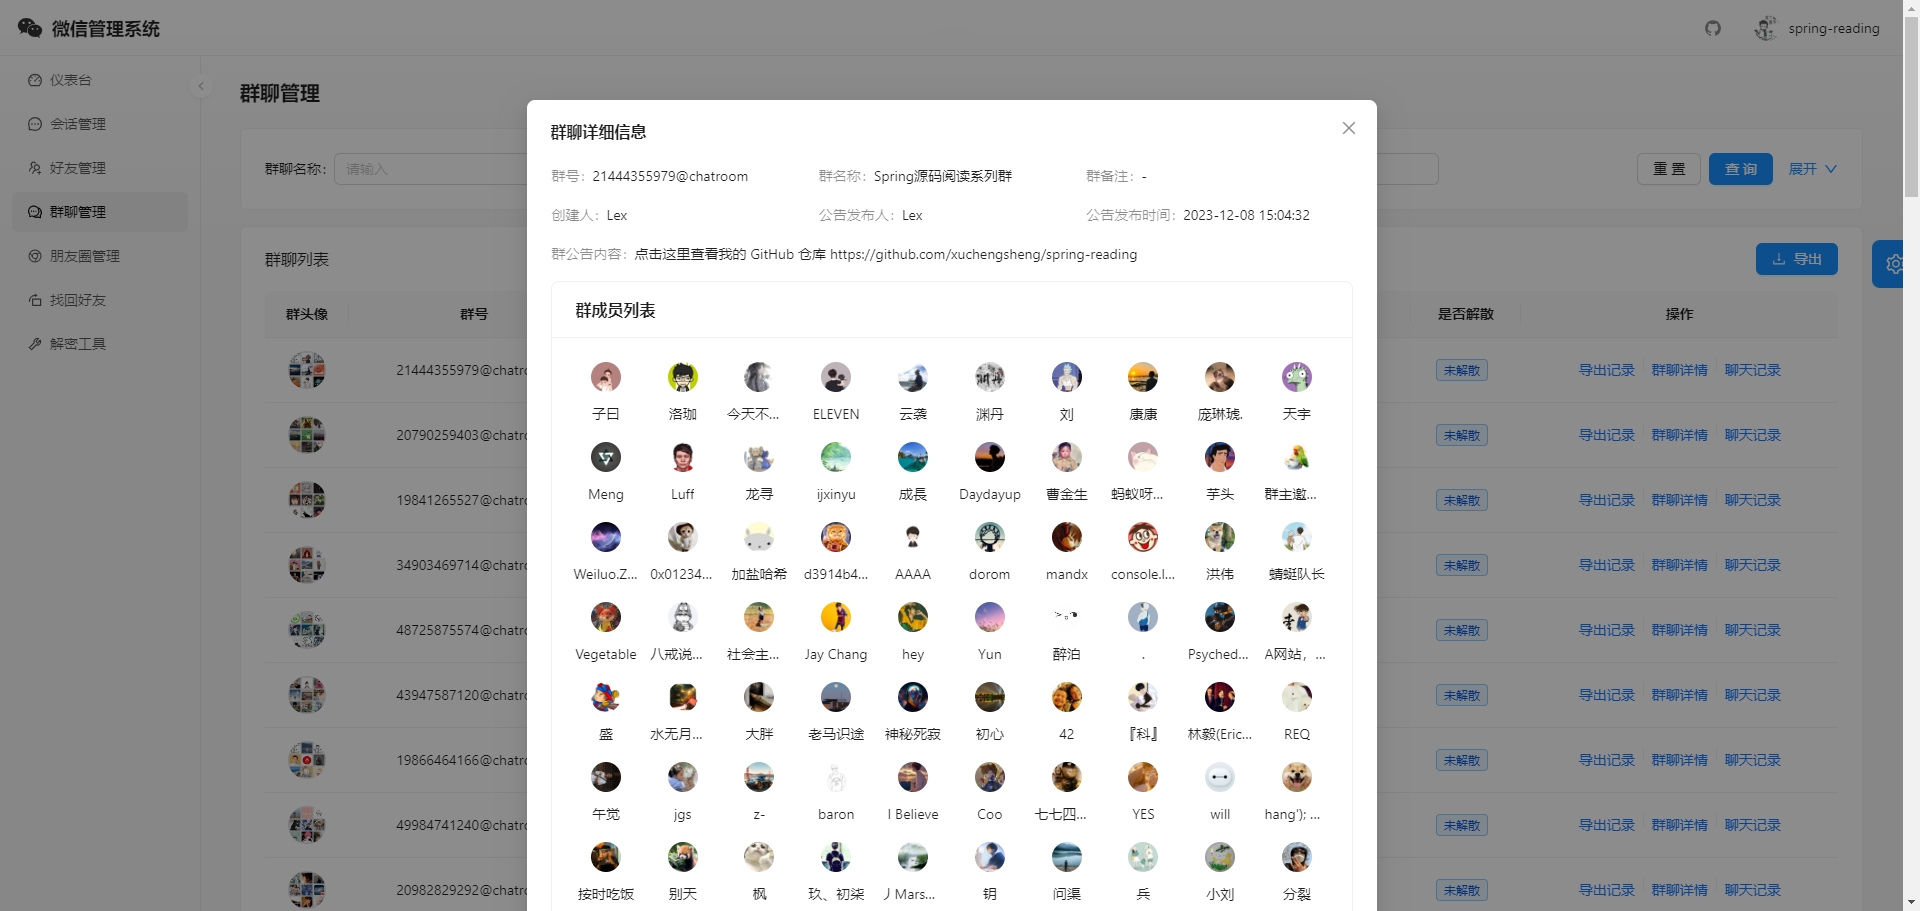 微信管理系统
spring-reading
仪表台
会话管理
好友管理
群聊管理
朋友圈管理
找回好友
解密工具
群聊管理
群聊名称: 请输入
重 置 查 询 展开
群聊列表
导出
群头像 群号 是否解散 操作
21444355979@chatro 未解散 导出记录 群聊详情 聊天记录
20790259403@chatro 未解散 导出记录 群聊详情 聊天记录
19841265527@chatro 未解散 导出记录 群聊详情 聊天记录
34903469714@chatro 未解散 导出记录 群聊详情 聊天记录
48725875574@chatro 未解散 导出记录 群聊详情 聊天记录
43947587120@chatro 未解散 导出记录 群聊详情 聊天记录
19866464166@chatro 未解散 导出记录 群聊详情 聊天记录
49984741240@chatro 未解散 导出记录 群聊详情 聊天记录
20982829292@chatro 未解散 导出记录 群聊详情 聊天记录
群聊详细信息
群号: 21444355979@chatroom 群名称: Spring源码阅读系列群 群备注: -
创建人: Lex 公告发布人: Lex 公告发布时间: 2023-12-08 15:04:32
群公告内容: 点击这里查看我的 GitHub 仓库 https://github.com/xuchengsheng/spring-reading
群成员列表
子曰 洛珈 今天不... ELEVEN 云袭 渊丹 刘 康康 庞琳琥. 天宇
Meng Luff 龙寻 ijxinyu 成長 Daydayup 曹金生 蚂蚁呀... 芋头 群主邀...
Weiluo.Z... 0x01234... 加盐哈希 d3914b4... AAAA dorom mandx console.l... 洪伟 蜻蜓队长
Vegetable 八戒说... 社会主... Jay Chang hey Yun 醉泊 . Psyched... A网站，...
盛 水无月... 大胖 老马识途 神秘死寂 初心 42 『科』 林毅(Eric... REQ
午觉 jgs z- baron I Believe Coo 七七四... YES will hang'); ...
按时吃饭 别天 枫 玖、初柒 丿Mars... 钥 问渠 兵 小刘 分裂